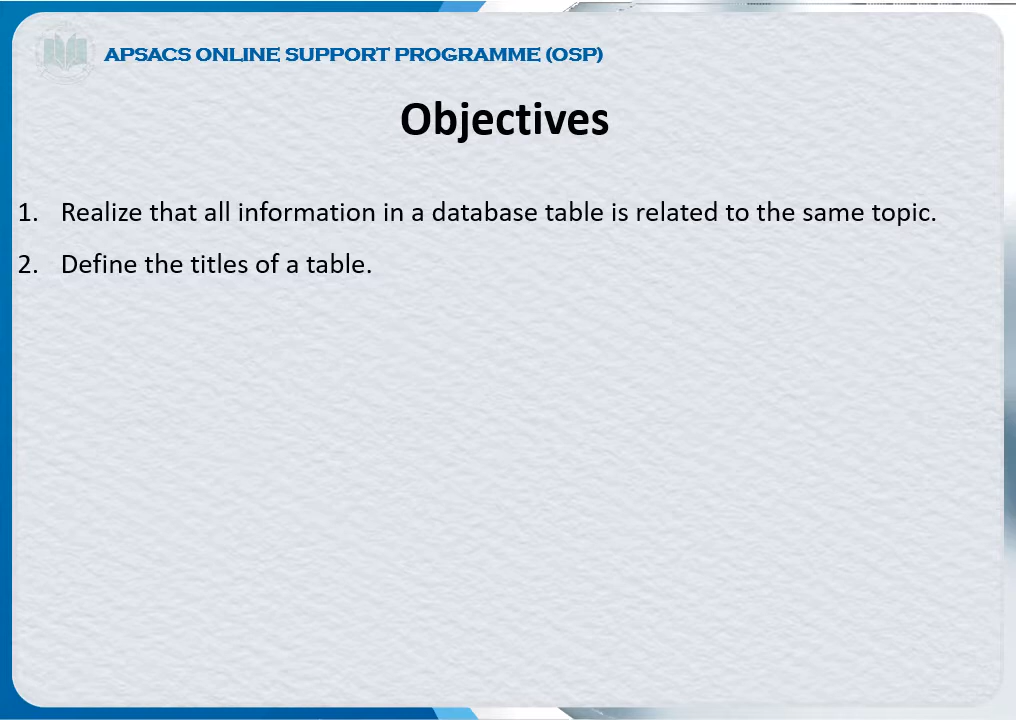 APSACS ONLINE SUPPORT PROGRAMME (OSP)
Objectives
1. Realize that all information in a database table is related to the same topic.
2. Define the titles of a table.